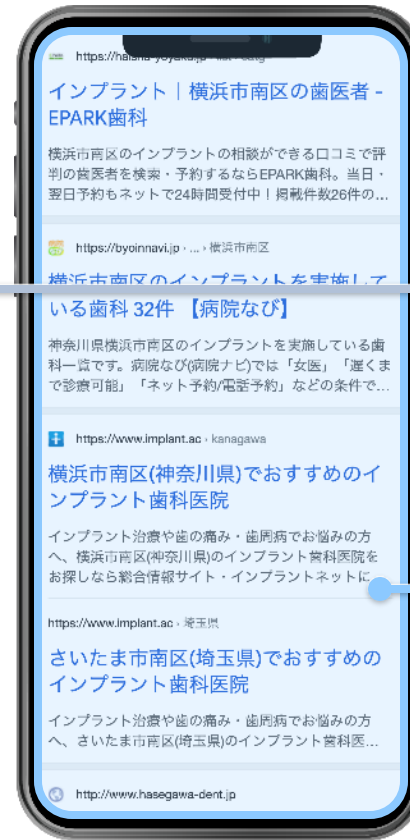 インプラント｜横浜市南区の歯医者 -
EPARK歯科
横浜市南区のインプラントの相談ができる口コミで評
判の歯医者を検索・予約するならEPARK歯科。当日・
翌日予約もネットで24時間受付中！掲載件数26件の...
https://byoinnavi.jp › ... › 横浜市南区
横浜市南区のインプラントを実施して
いる歯科 32件 【病院なび】
神奈川県横浜市南区のインプラントを実施している歯
科一覧です。病院なび(病院ナビ)では「女医」「遅くま
で診療可能」「ネット予約/電話予約」などの条件で...
https://www.implant.ac › kanagawa
横浜市南区(神奈川県)でおすすめのイ
ンプラント歯科医院
インプラント治療や歯の痛み・歯周病でお悩みの方
へ、横浜市南区(神奈川県)のインプラント歯科医院を
お探しなら総合情報サイト・インプラントネットに
https://www.implant.ac › 埼玉県
さいたま市南区(埼玉県)でおすすめの
インプラント歯科医院
インプラント治療や歯の痛み・歯周病でお悩みの方
へ、さいたま市南区(埼玉県)のインプラント歯科医...
http://www.hasegawa-dent.jp